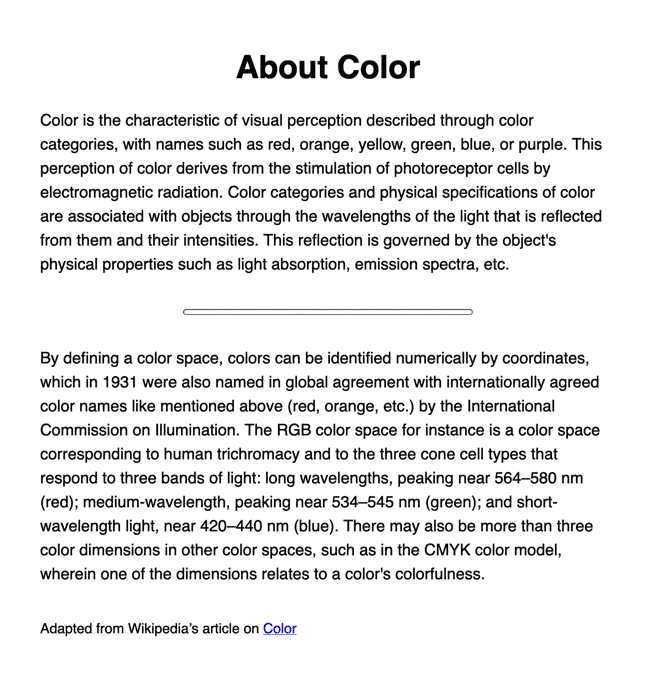 About Color
Color is the characteristic of visual perception described through color
categories, with names such as red, orange, yellow, green, blue, or purple. This
perception of color derives from the stimulation of photoreceptor cells by
electromagnetic radiation. Color categories and physical specifications of color
are associated with objects through the wavelengths of the light that is reflected
from them and their intensities. This reflection is governed by the object's
physical properties such as light absorption, emission spectra, etc.
By defining a color space, colors can be identified numerically by coordinates,
which in 1931 were also named in global agreement with internationally agreed
color names like mentioned above (red, orange, etc.) by the International
Commission on Illumination. The RGB color space for instance is a color space
corresponding to human trichromacy and to the three cone cell types that
respond to three bands of light: long wavelengths, peaking near 564–580 nm
(red); medium-wavelength, peaking near 534–545 nm (green); and short-
wavelength light, near 420–440 nm (blue). There may also be more than three
color dimensions in other color spaces, such as in the CMYK color model,
wherein one of the dimensions relates to a color's colorfulness.
Adapted from Wikipedia’s article on Color